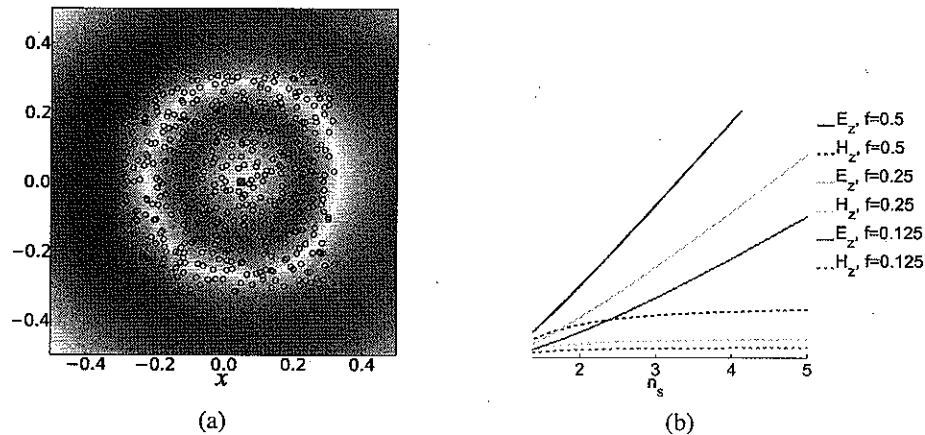 0.4
0.2
0.0
−0.2
−0.4
−0.4 −0.2 0.0 0.2 0.4
x
(a)
E_z, f=0.5
H_z, f=0.5
E_z, f=0.25
H_z, f=0.25
E_z, f=0.125
H_z, f=0.125
2 3 4 5
n_s
(b)